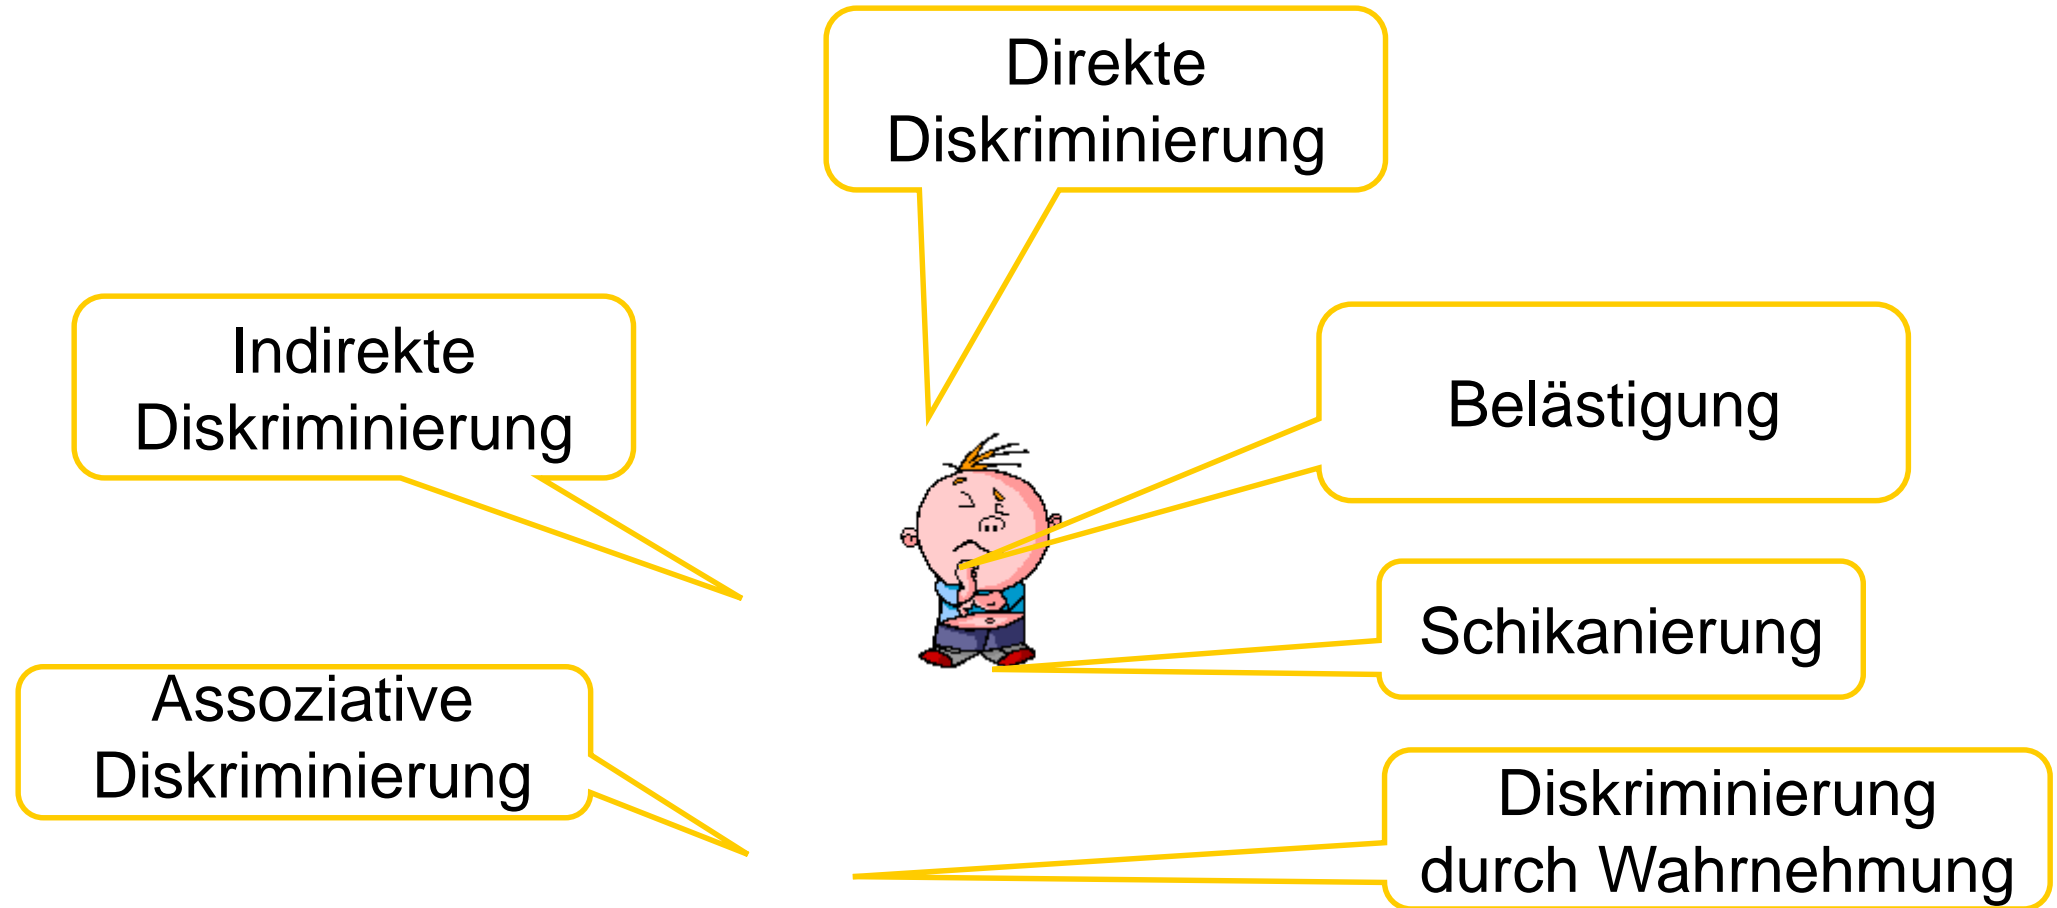 Direkte
Diskriminierung
Indirekte
Diskriminierung
Belästigung
Schikanierung
Assoziative
Diskriminierung
Diskriminierung
durch Wahrnehmung